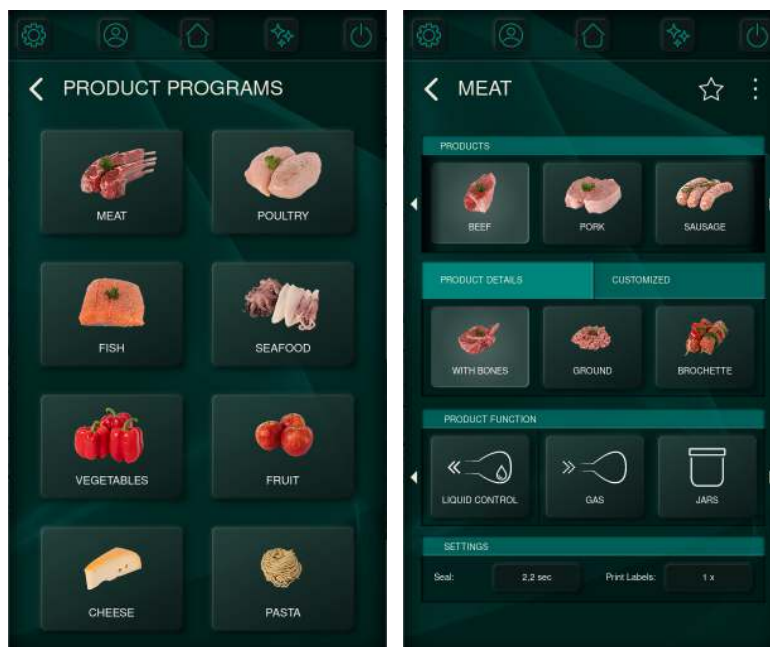 PRODUCT PROGRAMS
MEAT
POULTRY
FISH
SEAFOOD
VEGETABLES
FRUIT
CHEESE
PASTA
MEAT
PRODUCTS
BEEF
PORK
SAUSAGE
PRODUCT DETAILS
CUSTOMIZED
WITH BONES
GROUND
BROCHETTE
PRODUCT FUNCTION
LIQUID CONTROL
GAS
JARS
SETTINGS
Seal: 2,2 sec Print Labels: 1 x